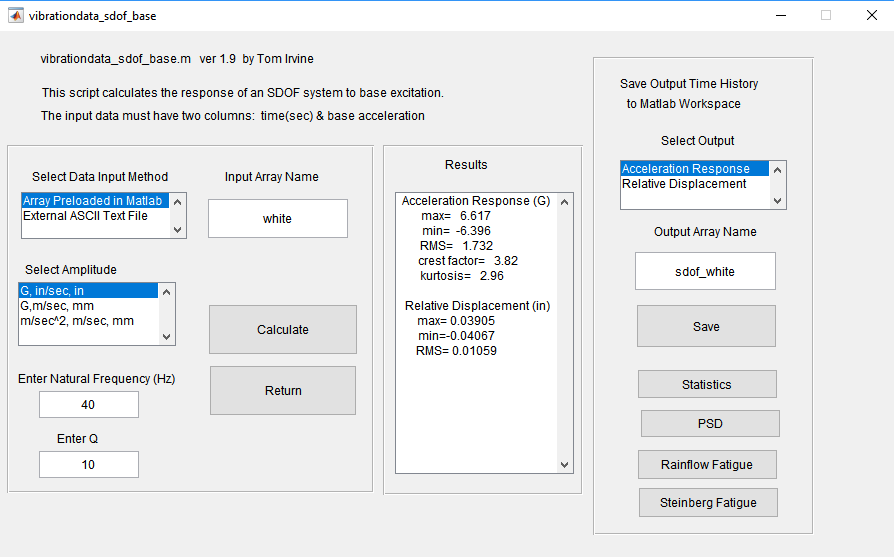 vibrationdata_sdof_base
vibrationdata_sdof_base.m ver 1.9 by Tom Irvine
This script calculates the response of an SDOF system to base excitation.
The input data must have two columns: time(sec) & base acceleration
Select Data Input Method
Array Preloaded in Matlab
External ASCII Text File
Input Array Name
white
Select Amplitude
G, in/sec, in
G,m/sec, mm
m/sec^2, m/sec, mm
Calculate
Enter Natural Frequency (Hz)
40
Return
Enter Q
10
Results
Acceleration Response (G)
max= 6.617
min= -6.396
RMS= 1.732
crest factor= 3.82
kurtosis= 2.96
Relative Displacement (in)
max= 0.03905
min=-0.04067
RMS= 0.01059
Save Output Time History
to Matlab Workspace
Select Output
Acceleration Response
Relative Displacement
Output Array Name
sdof_white
Save
Statistics
PSD
Rainflow Fatigue
Steinberg Fatigue